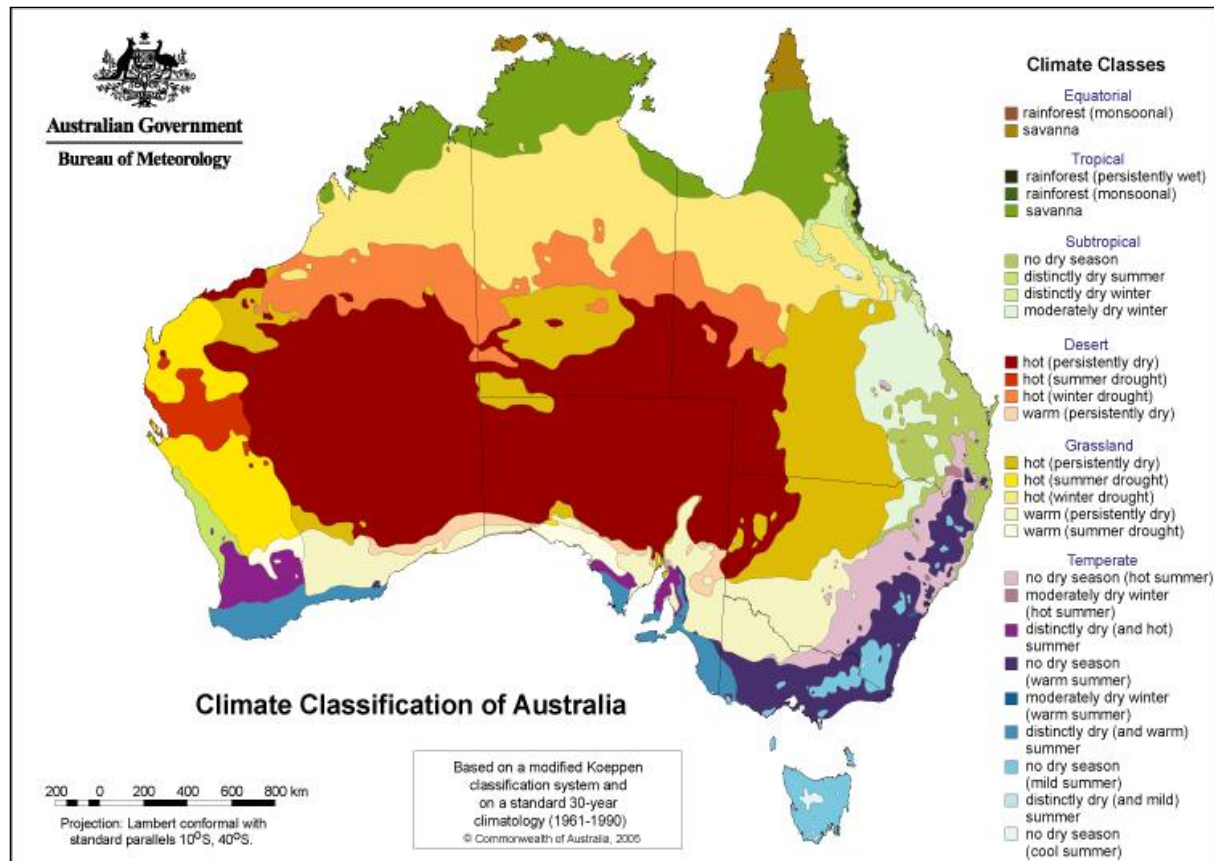 Australian Government
Bureau of Meteorology
Climate Classes
Equatorial
rainforest (monsoonal)
savanna
Tropical
rainforest (persistently wet)
rainforest (monsoonal)
savanna
Subtropical
no dry season
distinctly dry summer
distinctly dry winter
moderately dry winter
Desert
hot (persistently dry)
hot (summer drought)
hot (winter drought)
warm (persistently dry)
Grassland
hot (persistently dry)
hot (summer drought)
hot (winter drought)
warm (persistently dry)
warm (summer drought)
Temperate
no dry season (hot summer)
moderately dry winter
(hot summer)
distinctly dry (and hot)
summer
no dry season
(warm summer)
moderately dry winter
(warm summer)
distinctly dry (and warm)
summer
no dry season
(mild summer)
distinctly dry (and mild)
summer
no dry season
(cool summer)
Climate Classification of Australia
Based on a modified Koeppen
classification system and
on a standard 30-year
climatology (1961-1990)
© Commonwealth of Australia, 2005
200 0 200 400 600 800 km
Projection: Lambert conformal with
standard parallels 10°S, 40°S.